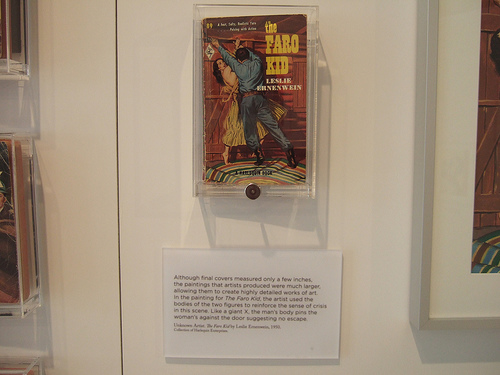 the
FARO
KID
LESLIE
ERNENWEIN
A HARLEQUIN BOOK
Although final covers measured only a few inches,
the paintings that artists produced were much larger,
allowing them to create highly detailed works of art.
In the painting for The Faro Kid, the artist used the
bodies of the two figures to reinforce the sense of crisis
in this scene. Like a giant X, the man's body pins the
woman's against the door suggesting no escape.
Unknown Artist, The Faro Kid by Leslie Ernenwein, 1950.
Collection of Harlequin Enterprises